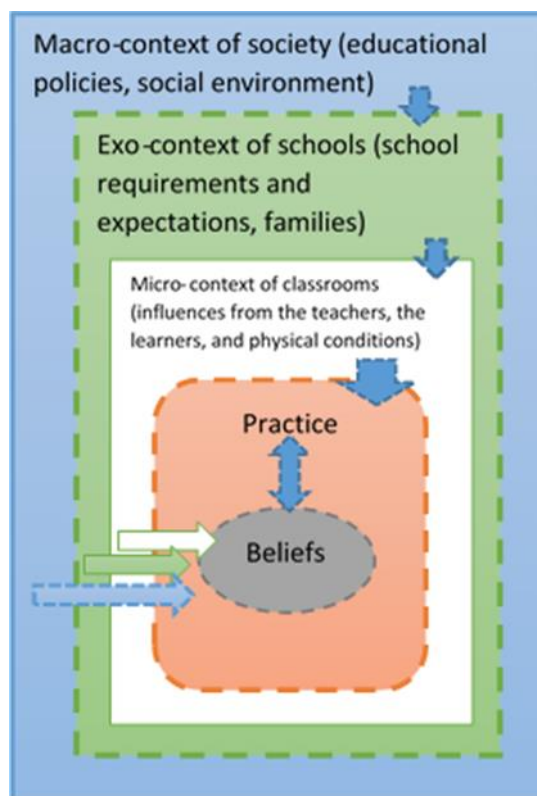 Macro-context of society (educational
policies, social environment)
Exo-context of schools (school
requirements and
expectations, families)
Micro-context of classrooms
(influences from the teachers, the
learners, and physical conditions)
Practice
Beliefs